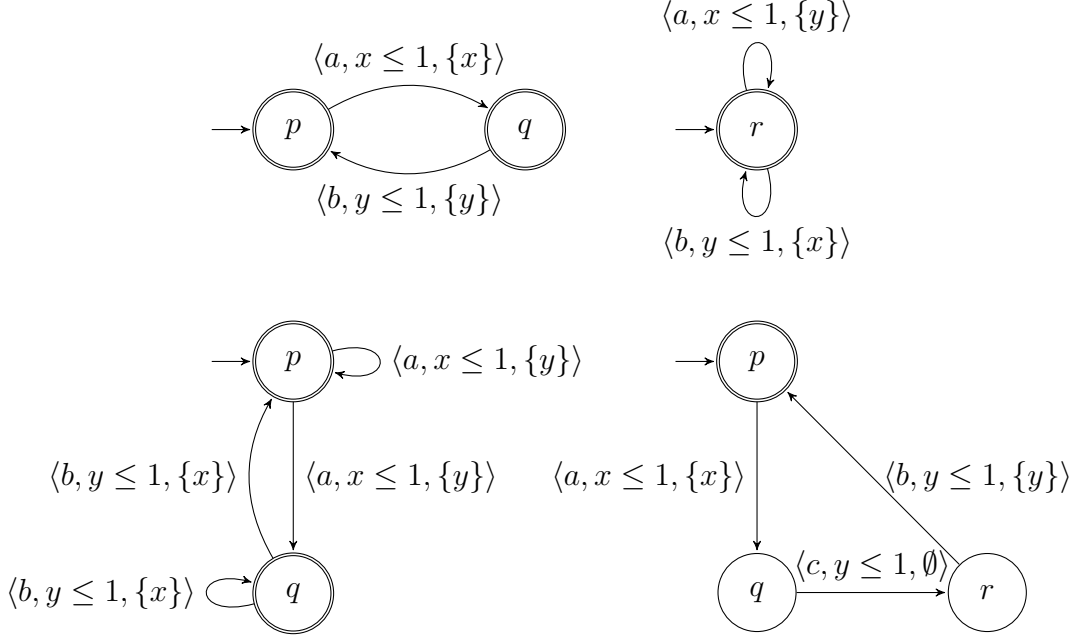 ⟨a, x ≤ 1, {x}⟩
p
q
⟨b, y ≤ 1, {y}⟩
⟨a, x ≤ 1, {y}⟩
r
⟨b, y ≤ 1, {x}⟩
p
⟨a, x ≤ 1, {y}⟩
⟨b, y ≤ 1, {x}⟩
⟨a, x ≤ 1, {y}⟩
⟨b, y ≤ 1, {x}⟩
q
p
⟨a, x ≤ 1, {x}⟩
⟨b, y ≤ 1, {y}⟩
⟨c, y ≤ 1, ∅⟩
q
r